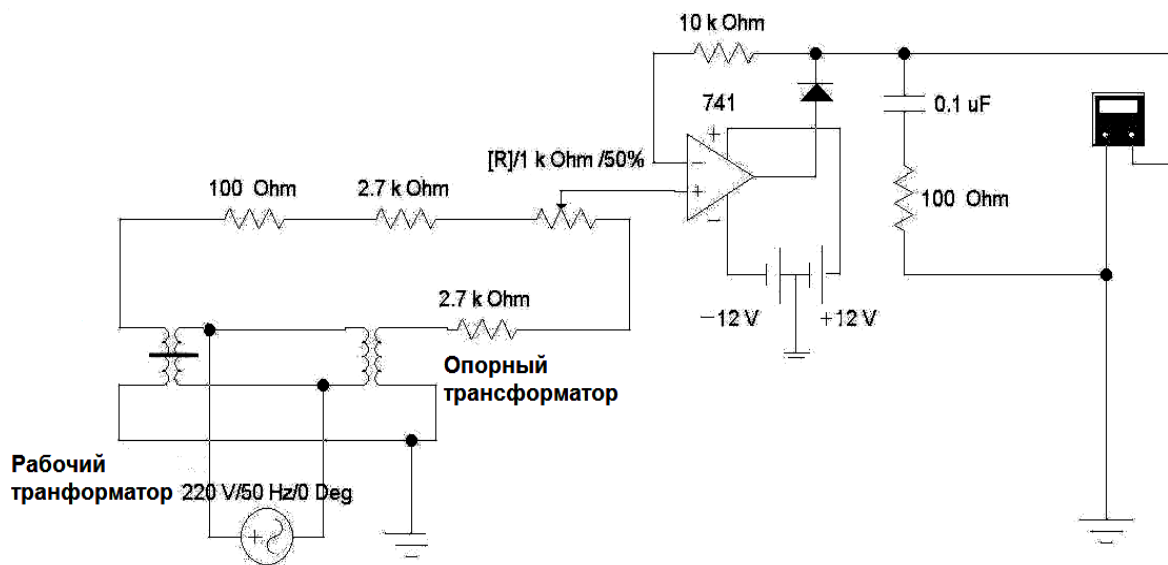 10 k Ohm
741
0.1 uF
[R]/1 k Ohm /50%
100 Ohm
2.7 k Ohm
100 Ohm
2.7 k Ohm
−12 V
+12 V
Опорный
трансформатор
Рабочий
транформатор
220 V/50 Hz/0 Deg